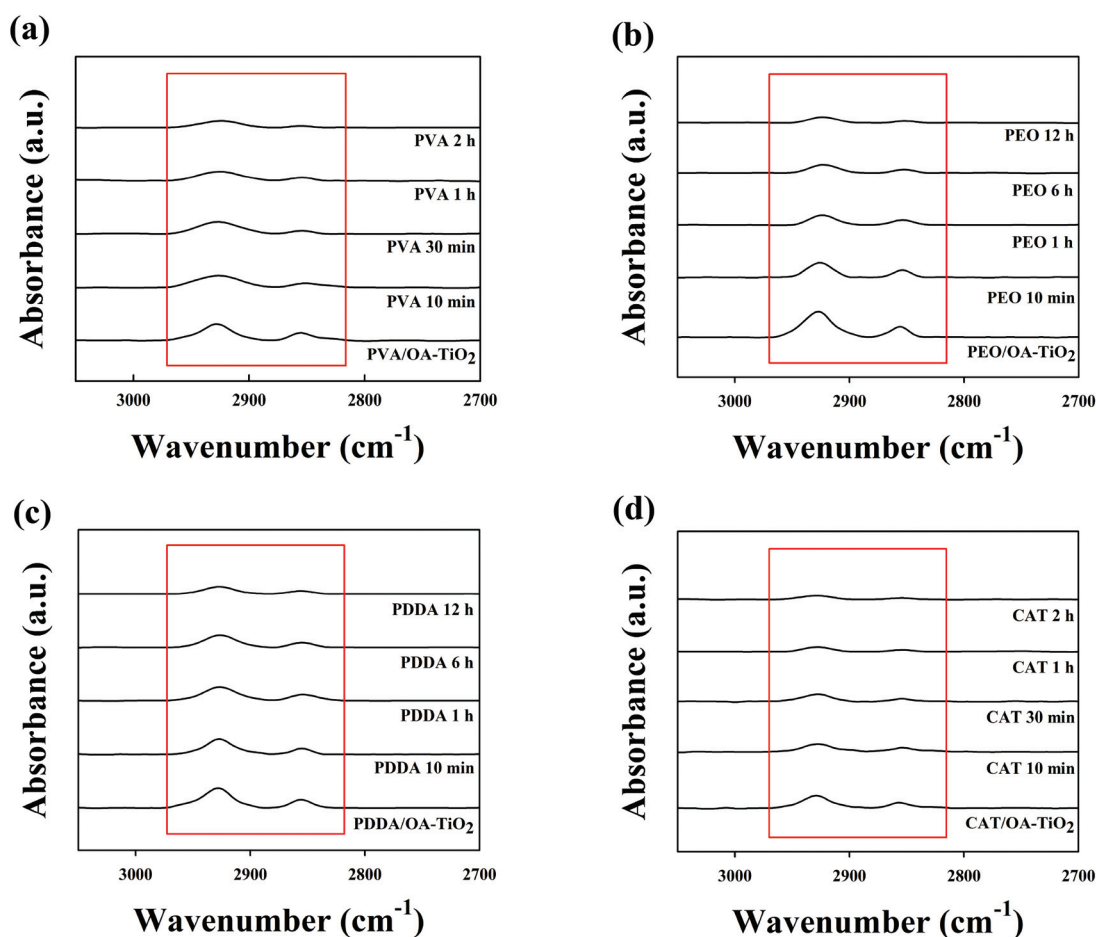 (a)
Absorbance (a.u.)
PVA 2 h
PVA 1 h
PVA 30 min
PVA 10 min
PVA/OA-TiO2
3000 2900 2800 2700
Wavenumber (cm-1)
(b)
Absorbance (a.u.)
PEO 12 h
PEO 6 h
PEO 1 h
PEO 10 min
PEO/OA-TiO2
3000 2900 2800 2700
Wavenumber (cm-1)
(c)
Absorbance (a.u.)
PDDA 12 h
PDDA 6 h
PDDA 1 h
PDDA 10 min
PDDA/OA-TiO2
3000 2900 2800 2700
Wavenumber (cm-1)
(d)
Absorbance (a.u.)
CAT 2 h
CAT 1 h
CAT 30 min
CAT 10 min
CAT/OA-TiO2
3000 2900 2800 2700
Wavenumber (cm-1)